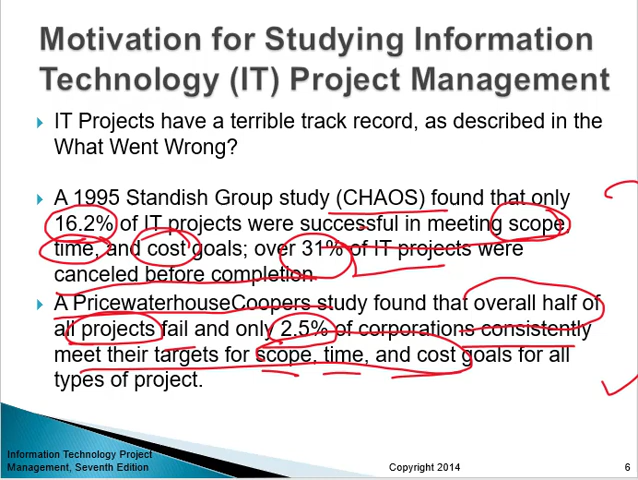 Motivation for Studying Information
Technology (IT) Project Management
IT Projects have a terrible track record, as described in the
What Went Wrong?
A 1995 Standish Group study (CHAOS) found that only
16.2% of IT projects were successful in meeting scope,
time, and cost goals; over 31% of IT projects were
canceled before completion.
A PricewaterhouseCoopers study found that overall half of
all projects fail and only 2.5% of corporations consistently
meet their targets for scope, time, and cost goals for all
types of project.
Information Technology Project
Management, Seventh Edition
Copyright 2014
6